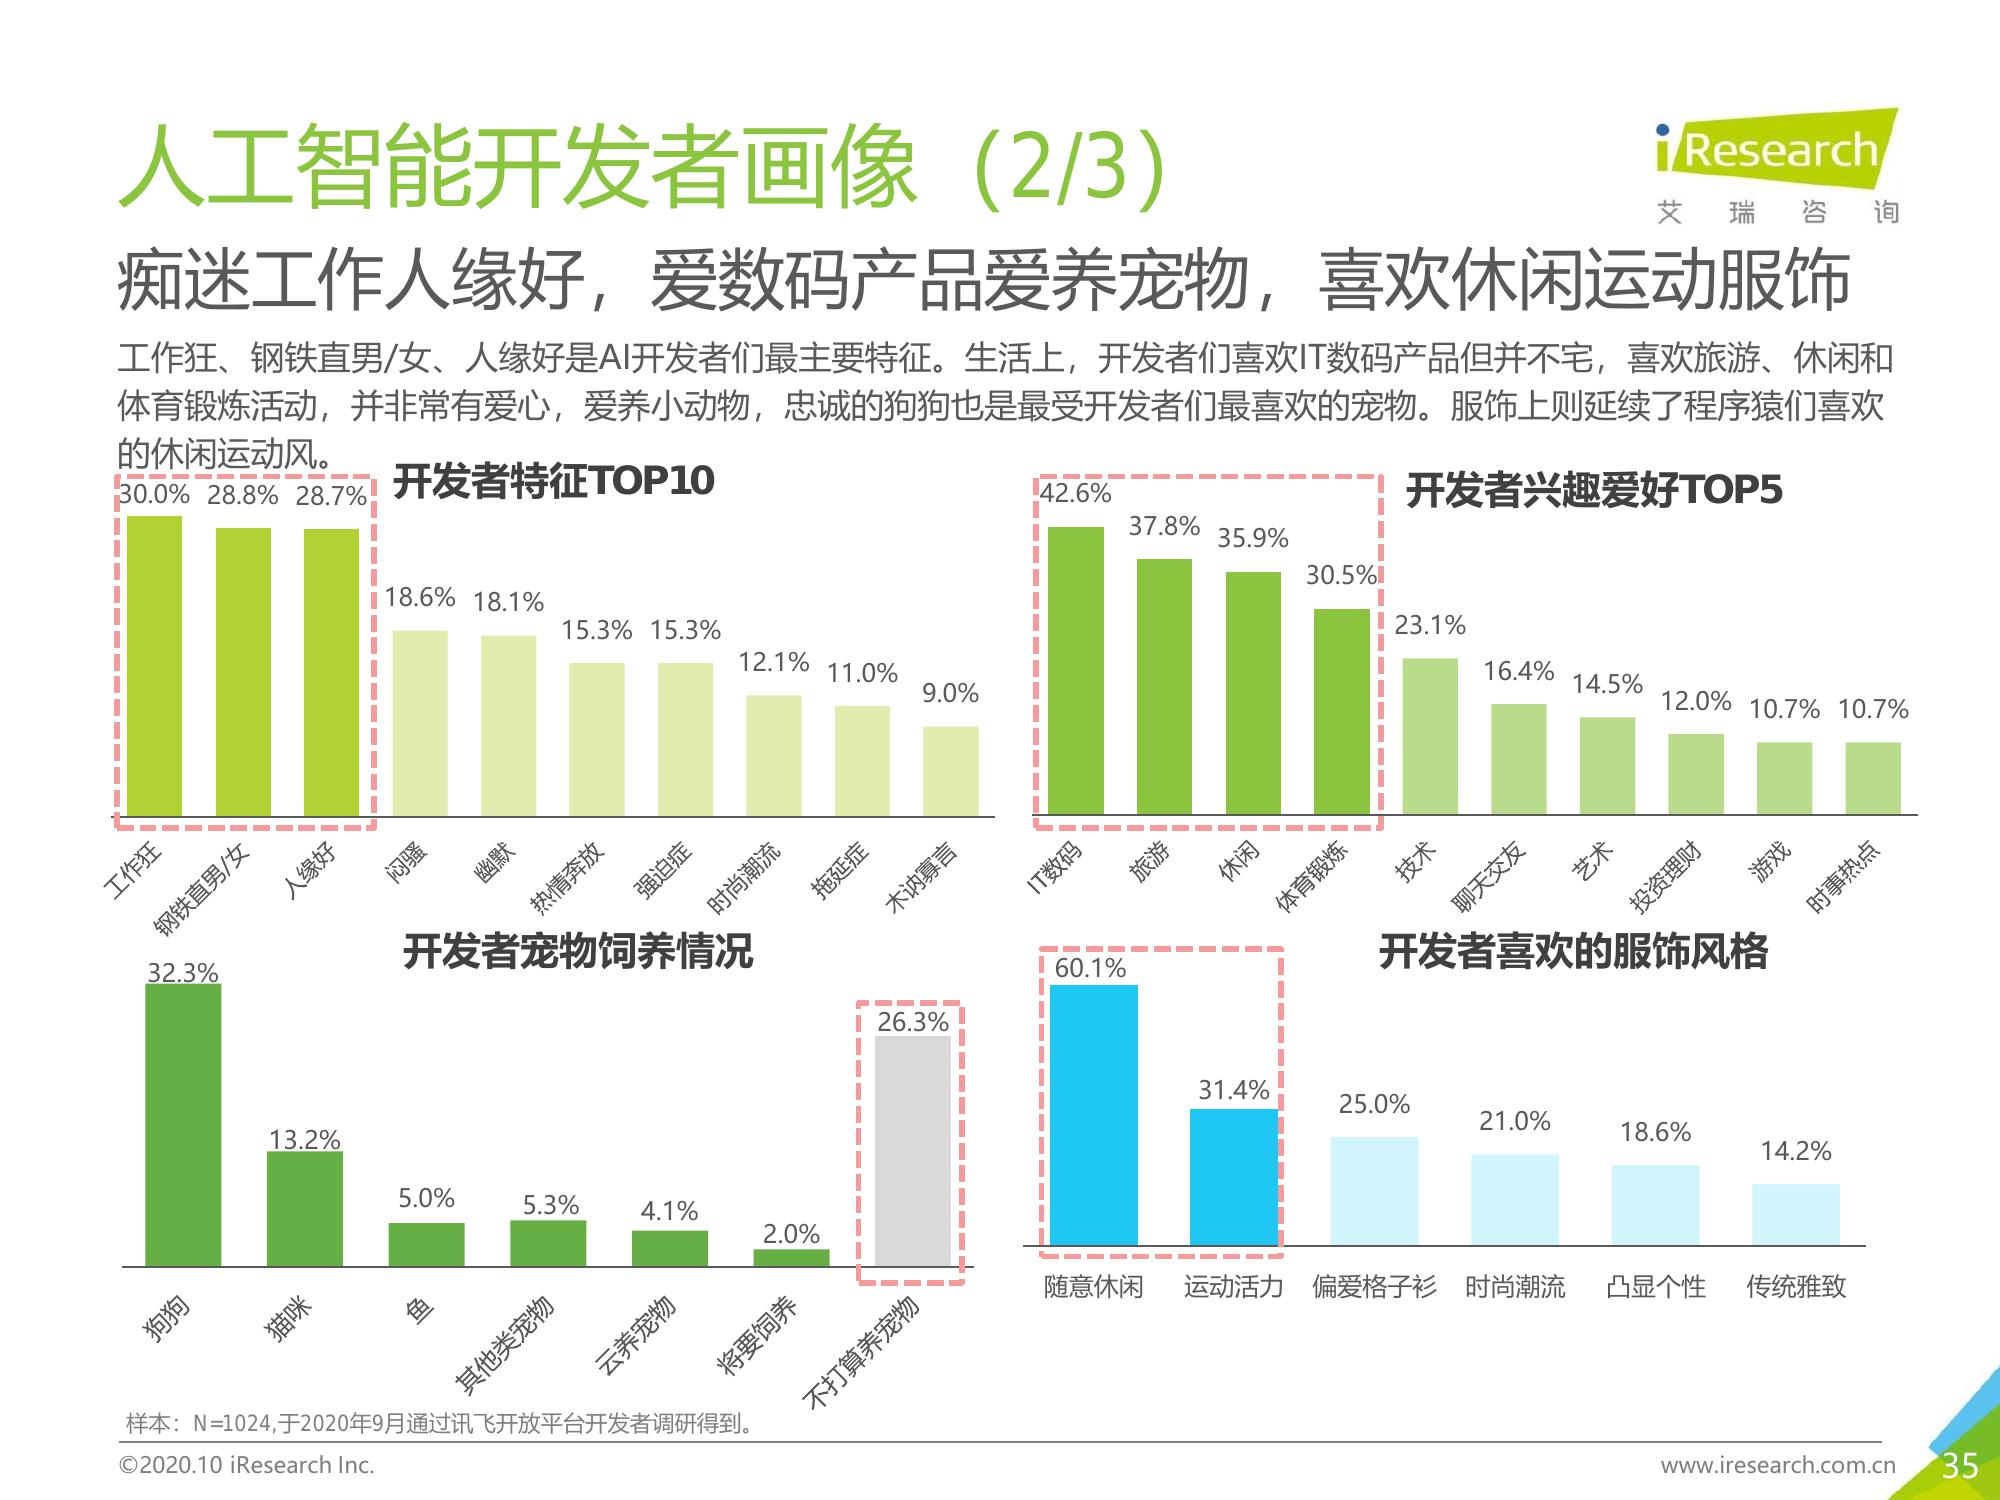 人工智能开发者画像（2/3）
iResearch
艾瑞咨询
痴迷工作人缘好，爱数码产品爱养宠物，喜欢休闲运动服饰
工作狂、钢铁直男/女、人缘好是AI开发者们最主要特征。生活上，开发者们喜欢IT数码产品但并不宅，喜欢旅游、休闲和
体育锻炼活动，并非常有爱心，爱养小动物，忠诚的狗狗也是最受开发者们最喜欢的宠物。服饰上则延续了程序猿们喜欢
的休闲运动风。
开发者特征TOP10
30.0% 28.8% 28.7% 18.6% 18.1% 15.3% 15.3% 12.1% 11.0% 9.0%
工作狂 钢铁直男/女 人缘好 闷骚 幽默 热情奔放 强迫症 时尚潮流 拖延症 木讷寡言
开发者兴趣爱好TOP5
42.6% 37.8% 35.9% 30.5% 23.1% 16.4% 14.5% 12.0% 10.7% 10.7%
IT数码 旅游 休闲 体育锻炼 技术 聊天交友 艺术 投资理财 游戏 时事热点
开发者宠物饲养情况
32.3% 13.2% 5.0% 5.3% 4.1% 2.0% 26.3%
狗狗 猫咪 鱼 其他类宠物 云养宠物 将要饲养 不打算养宠物
开发者喜欢的服饰风格
60.1% 31.4% 25.0% 21.0% 18.6% 14.2%
随意休闲 运动活力 偏爱格子衫 时尚潮流 凸显个性 传统雅致
样本：N=1024,于2020年9月通过讯飞开放平台开发者调研得到。
©2020.10 iResearch Inc.
www.iresearch.com.cn
35